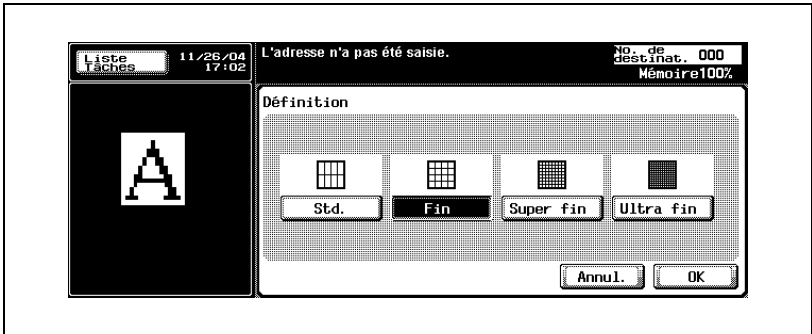 Liste
Tâches
11/26/04
17:02
L'adresse n'a pas été saisie.
No. de
destinat. 000
Mémoire100%
A
Définition
Std.
Fin
Super fin
Ultra fin
Annul.
OK